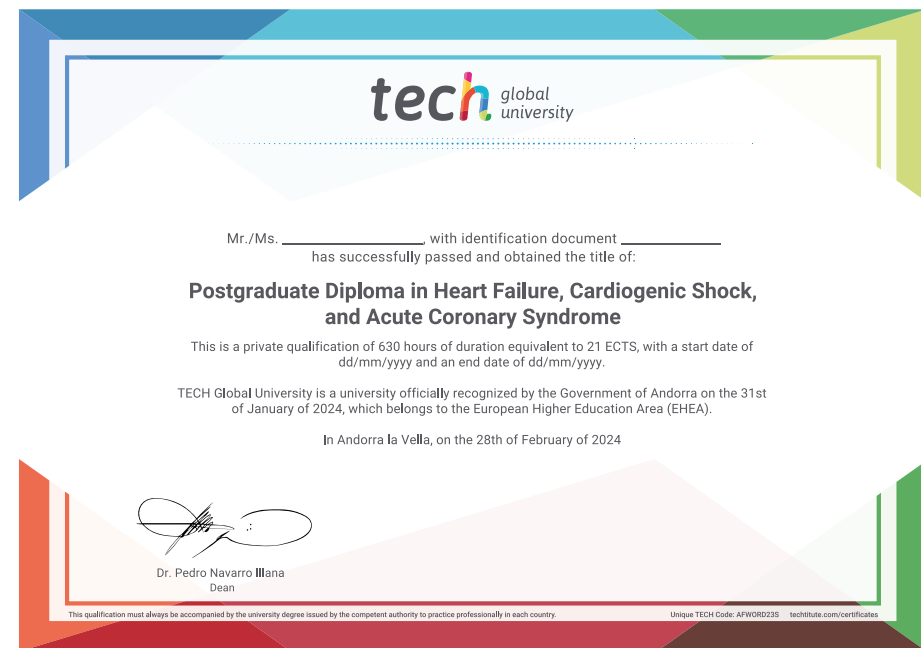 tech global
university
Mr./Ms. ____________, with identification document ____________
has successfully passed and obtained the title of:
Postgraduate Diploma in Heart Failure, Cardiogenic Shock,
and Acute Coronary Syndrome
This is a private qualification of 630 hours of duration equivalent to 21 ECTS, with a start date of
dd/mm/yyyy and an end date of dd/mm/yyyy.
TECH Global University is a university officially recognized by the Government of Andorra on the 31st
of January of 2024, which belongs to the European Higher Education Area (EHEA).
In Andorra la Vella, on the 28th of February of 2024
Dr. Pedro Navarro Illana
Dean
This qualification must always be accompanied by the university degree issued by the competent authority to practice professionally in each country. Unique TECH Code: AFWORD23S techtitute.com/certificates